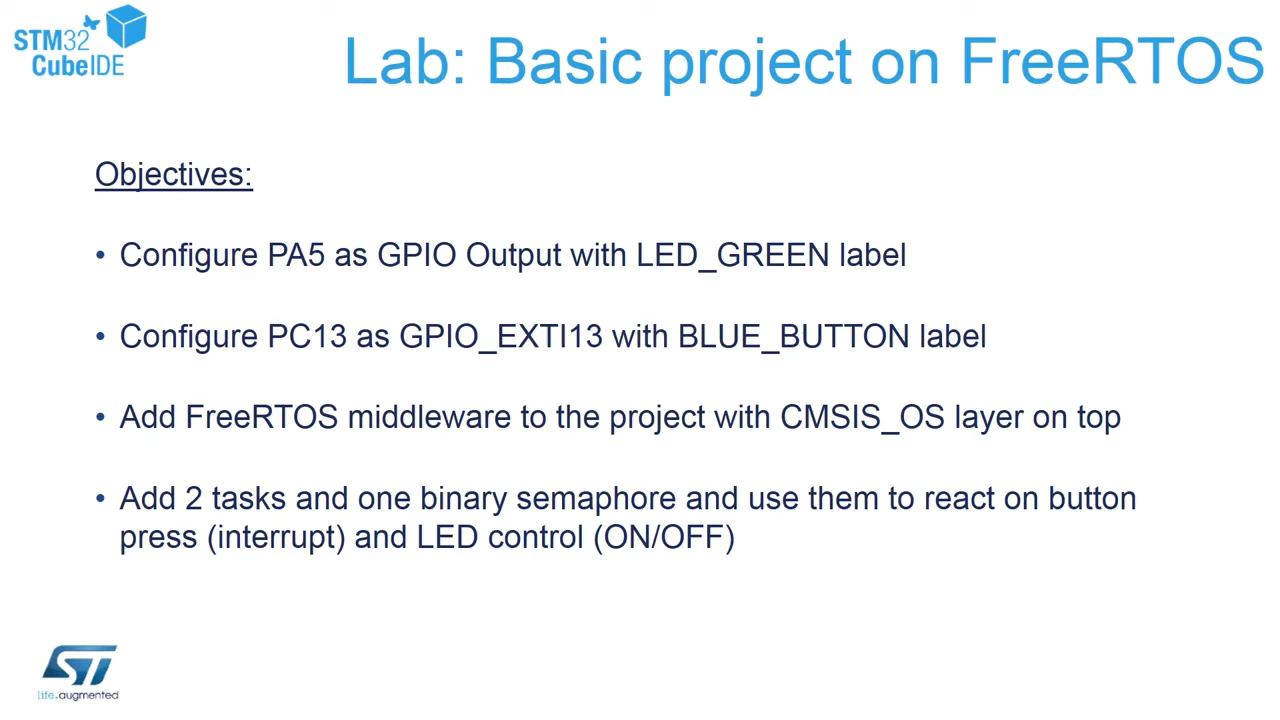 STM32
CubeIDE
Lab: Basic project on FreeRTOS
Objectives:
• Configure PA5 as GPIO Output with LED_GREEN label
• Configure PC13 as GPIO_EXTI13 with BLUE_BUTTON label
• Add FreeRTOS middleware to the project with CMSIS_OS layer on top
• Add 2 tasks and one binary semaphore and use them to react on button
press (interrupt) and LED control (ON/OFF)
ST
life.augmented